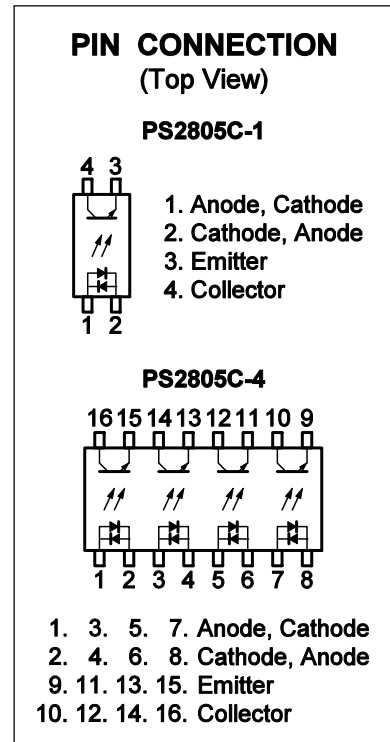 PIN CONNECTION
(Top View)
PS2805C-1
4 3
1. Anode, Cathode
2. Cathode, Anode
3. Emitter
4. Collector
1 2
PS2805C-4
16 15 14 13 12 11 10 9
1 2 3 4 5 6 7 8
1. 3. 5. 7. Anode, Cathode
2. 4. 6. 8. Cathode, Anode
9. 11. 13. 15. Emitter
10. 12. 14. 16. Collector